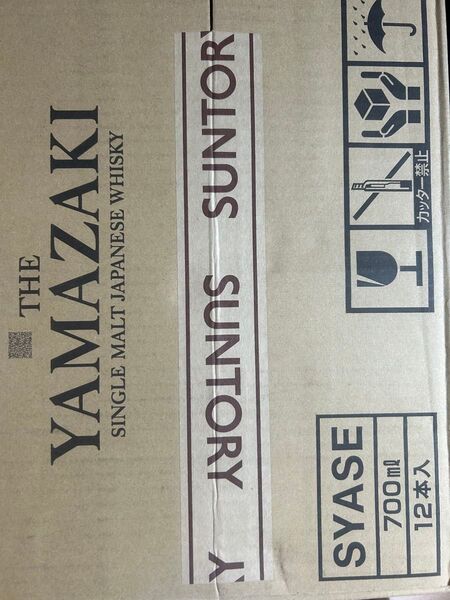 THE
YAMAZAKI
SINGLE MALT JAPANESE WHISKY
SUNTORY
SUNTORY
Y
カッター禁止
SYASE
700ml
12本入